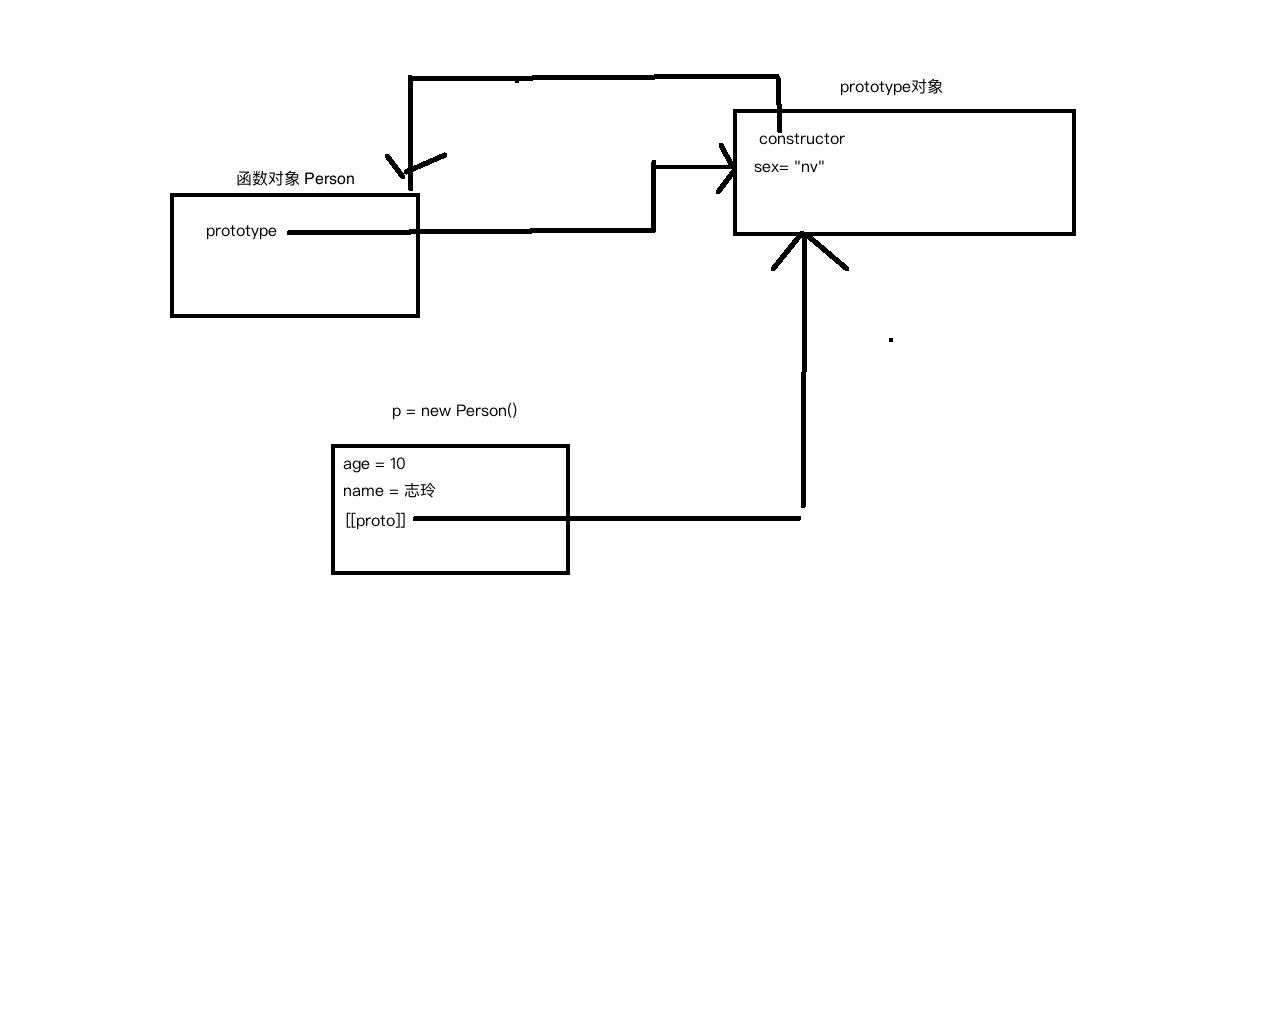 prototype对象
constructor
sex= "nv"
函数对象 Person
prototype
p = new Person()
age = 10
name = 志玲
[[proto]]